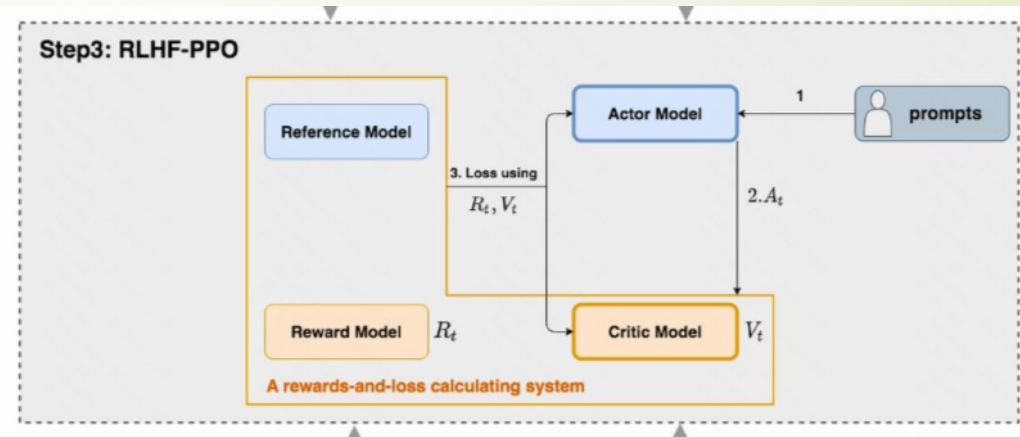 Step3: RLHF-PPO
Reference Model
Actor Model
1
prompts
3. Loss using
R_t, V_t
2.A_t
Reward Model
R_t
Critic Model
V_t
A rewards-and-loss calculating system